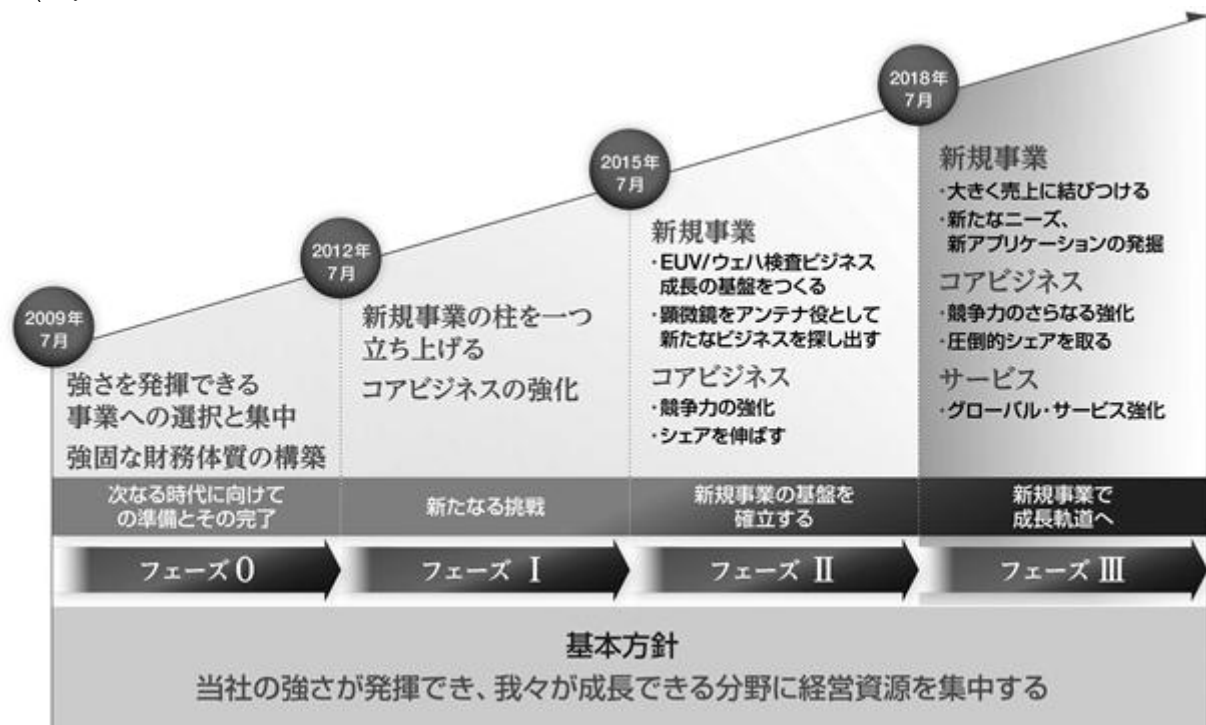 2009年
7月
強さを発揮できる
事業への選択と集中
強固な財務体質の構築
次なる時代に向けて
の準備とその完了
フェーズ 0
2012年
7月
新規事業の柱を一つ
立ち上げる
コアビジネスの強化
新たなる挑戦
フェーズ Ⅰ
2015年
7月
新規事業
・EUV/ウェハ検査ビジネス
成長の基盤をつくる
・顕微鏡をアンテナ役として
新たなビジネスを探し出す
コアビジネス
・競争力の強化
・シェアを伸ばす
新規事業の基盤を
確立する
フェーズ Ⅱ
2018年
7月
新規事業
・大きく売上に結びつける
・新たなニーズ、
新アプリケーションの発掘
コアビジネス
・競争力のさらなる強化
・圧倒的シェアを取る
サービス
・グローバル・サービス強化
新規事業で
成長軌道へ
フェーズ Ⅲ
基本方針
当社の強さが発揮でき、我々が成長できる分野に経営資源を集中する